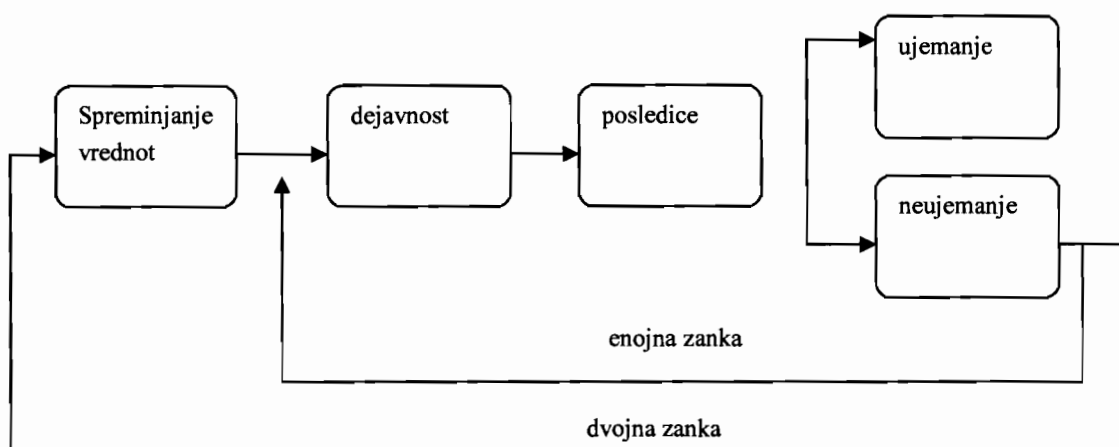 Spreminjanje
vrednot
dejavnost
posledice
ujemanje
neujemanje
enojna zanka
dvojna zanka